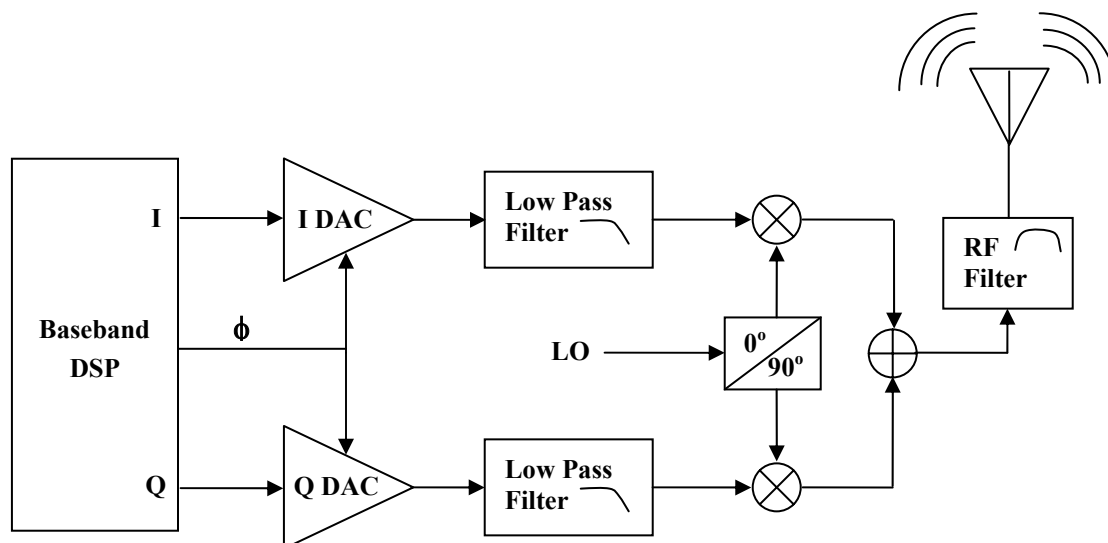 I
I DAC
Low Pass
Filter
RF
Filter
Baseband
DSP
ϕ
LO
0º
90º
Q
Q DAC
Low Pass
Filter